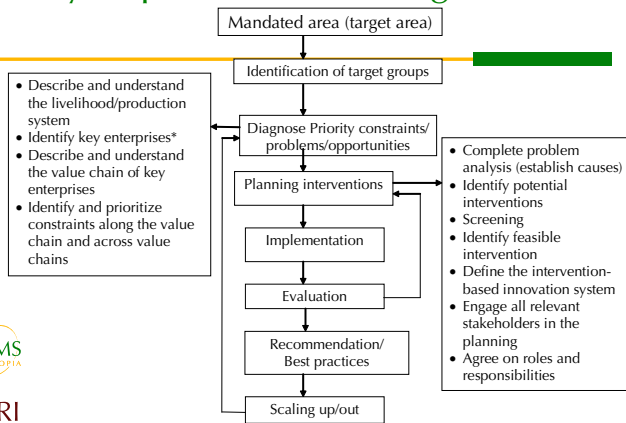 Mandated area (target area)
Identification of target groups
• Describe and understand
the livelihood/production
system
• Identify key enterprises*
• Describe and understand
the value chain of key
enterprises
• Identify and prioritize
constraints along the value
chain and across value
chains
Diagnose Priority constraints/
problems/opportunities
Planning interventions
Implementation
Evaluation
Recommendation/
Best practices
Scaling up/out
• Complete problem
analysis (establish causes)
• Identify potential
interventions
• Screening
• Identify feasible
intervention
• Define the intervention-
based innovation system
• Engage all relevant
stakeholders in the
planning
• Agree on roles and
responsibilities
MS
OPIA
RI